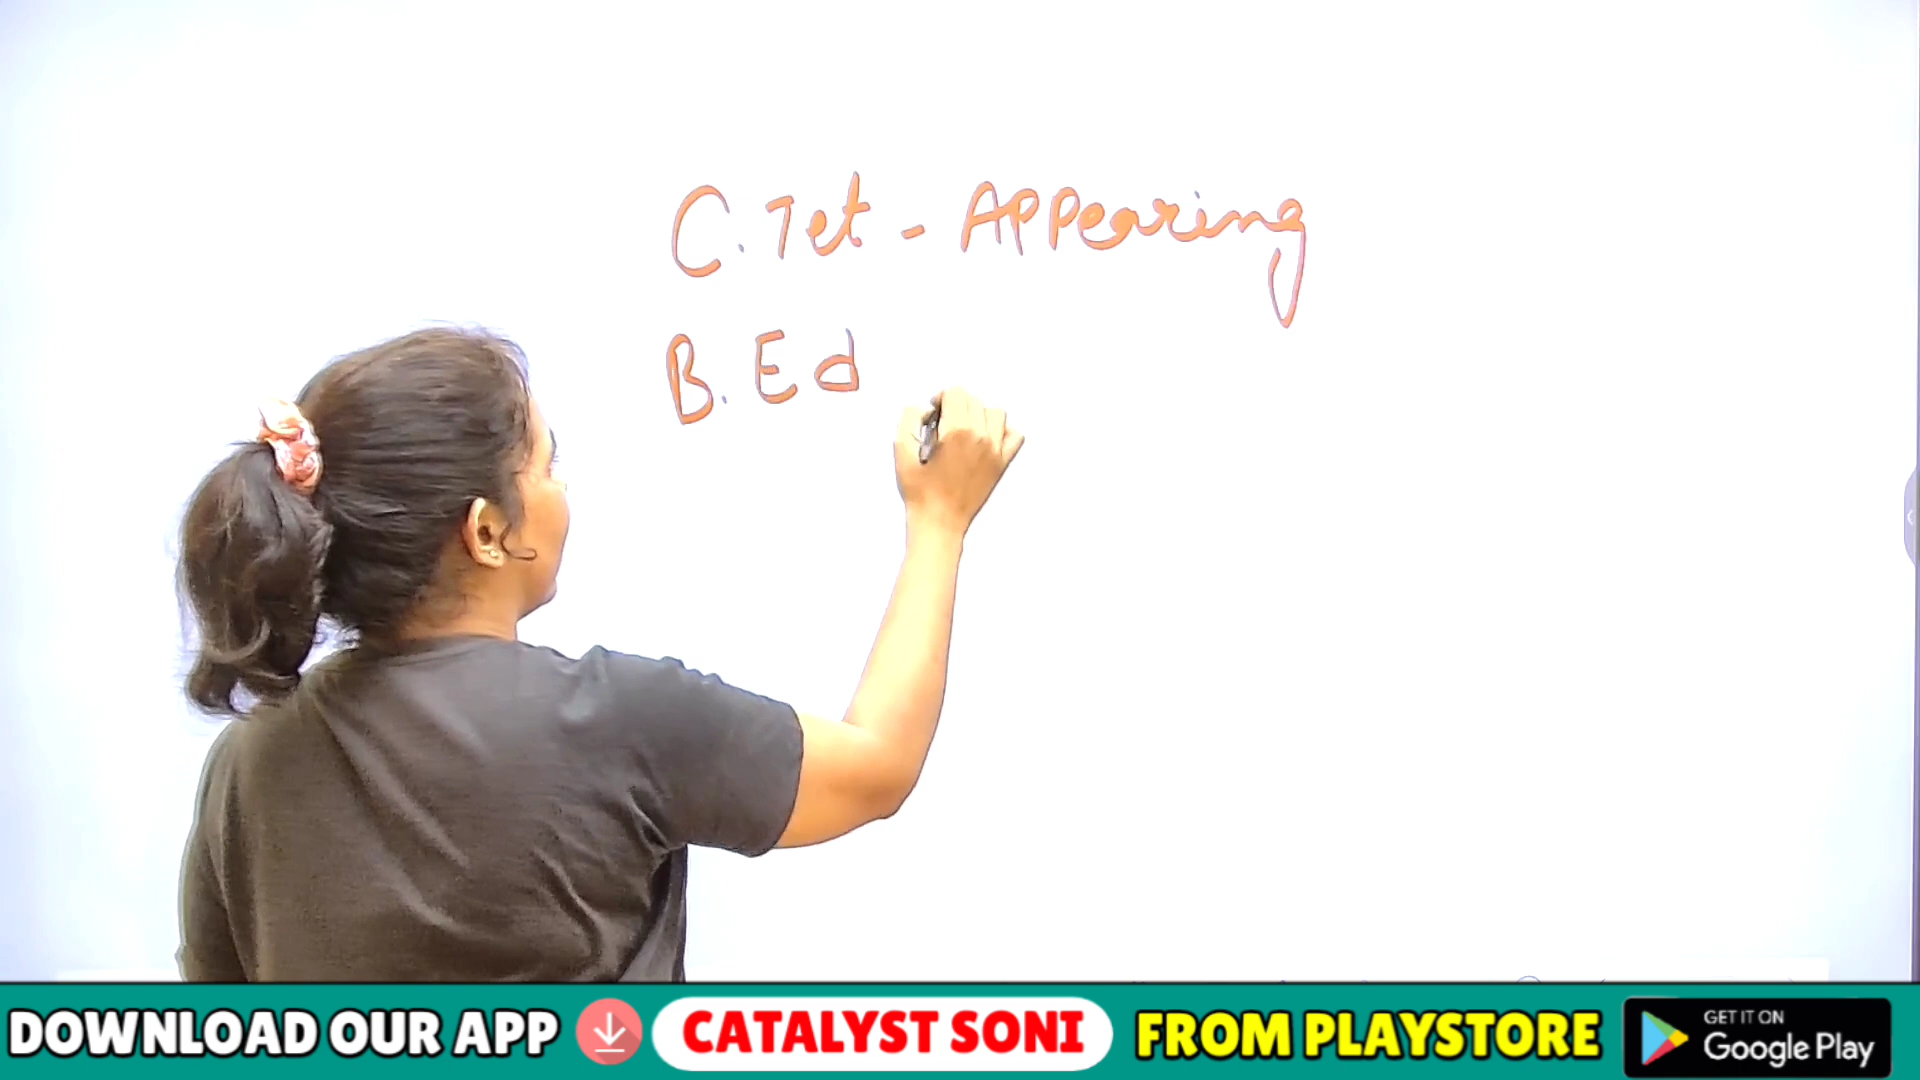 C. Tet - Appearing
B. Ed
DOWNLOAD OUR APP CATALYST SONI FROM PLAYSTORE GET IT ON Google Play